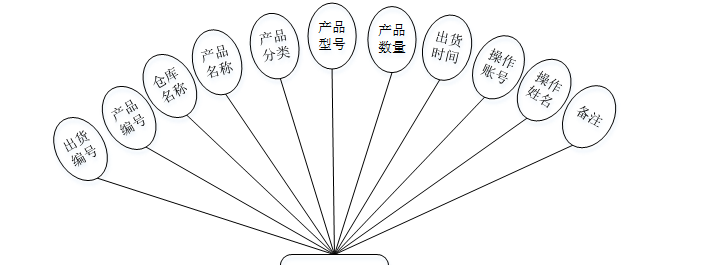 出货
编号
产品
编号
仓库
名称
产品
名称
产品
分类
产品
型号
产品
数量
出货
时间
操作
账号
操作
姓名
备注